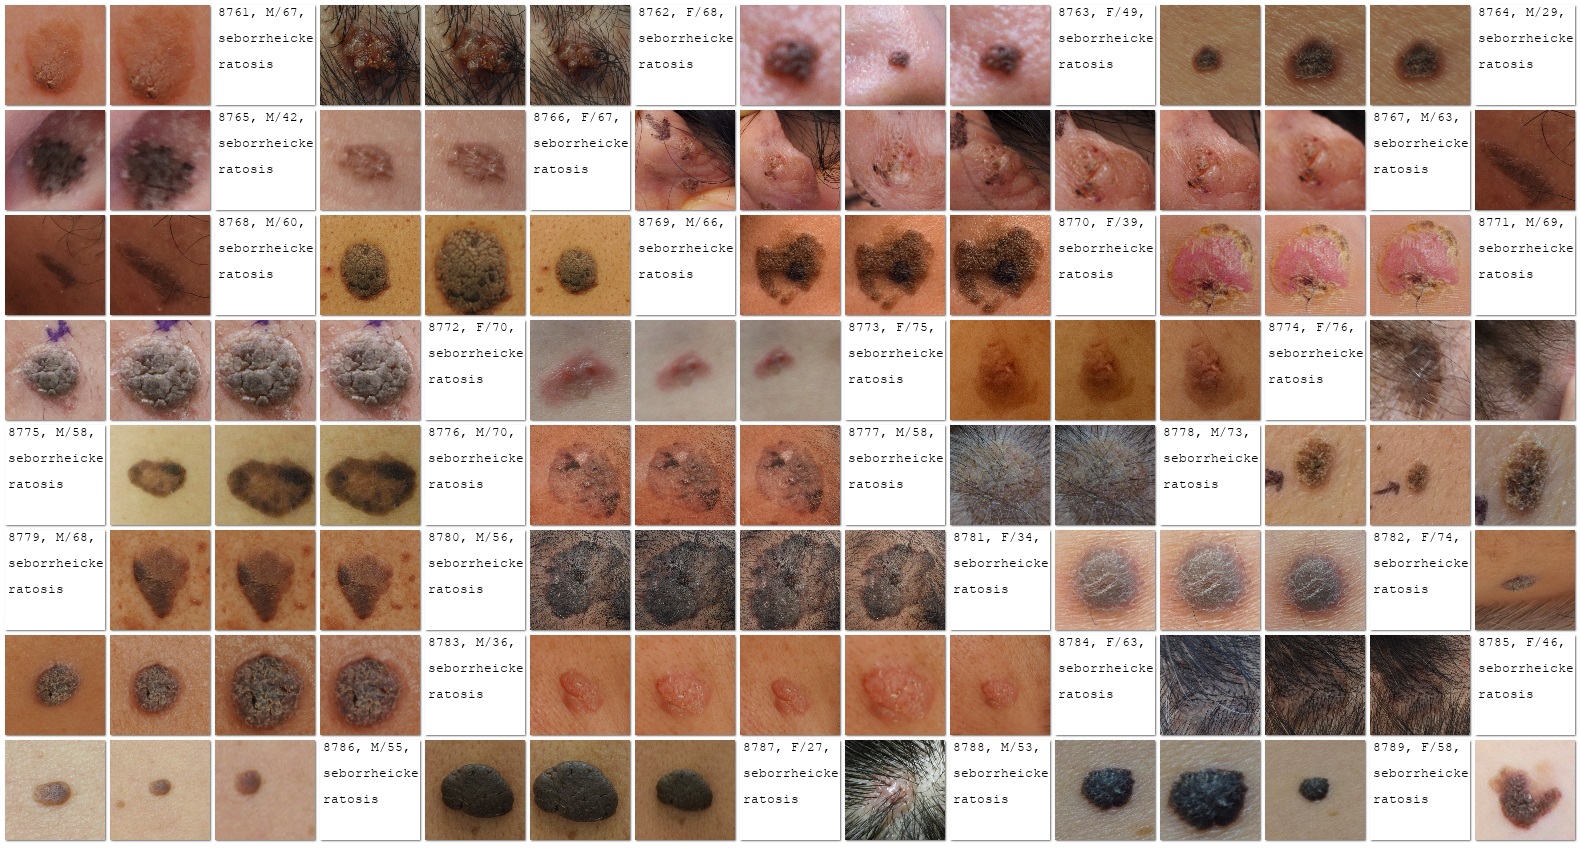 8761, M/67,
seborrheicke
ratosis
8762, F/68,
seborrheicke
ratosis
8763, F/49,
seborrheicke
ratosis
8764, M/29,
seborrheicke
ratosis
8765, M/42,
seborrheicke
ratosis
8766, F/67,
seborrheicke
ratosis
8767, M/63,
seborrheicke
ratosis
8768, M/60,
seborrheicke
ratosis
8769, M/66,
seborrheicke
ratosis
8770, F/39,
seborrheicke
ratosis
8771, M/69,
seborrheicke
ratosis
8772, F/70,
seborrheicke
ratosis
8773, F/75,
seborrheicke
ratosis
8774, F/76,
seborrheicke
ratosis
8775, M/58,
seborrheicke
ratosis
8776, M/70,
seborrheicke
ratosis
8777, M/58,
seborrheicke
ratosis
8778, M/73,
seborrheicke
ratosis
8779, M/68,
seborrheicke
ratosis
8780, M/56,
seborrheicke
ratosis
8781, F/34,
seborrheicke
ratosis
8782, F/74,
seborrheicke
ratosis
8783, M/36,
seborrheicke
ratosis
8784, F/63,
seborrheicke
ratosis
8785, F/46,
seborrheicke
ratosis
8786, M/55,
seborrheicke
ratosis
8787, F/27,
seborrheicke
ratosis
8788, M/53,
seborrheicke
ratosis
8789, F/58,
seborrheicke
ratosis